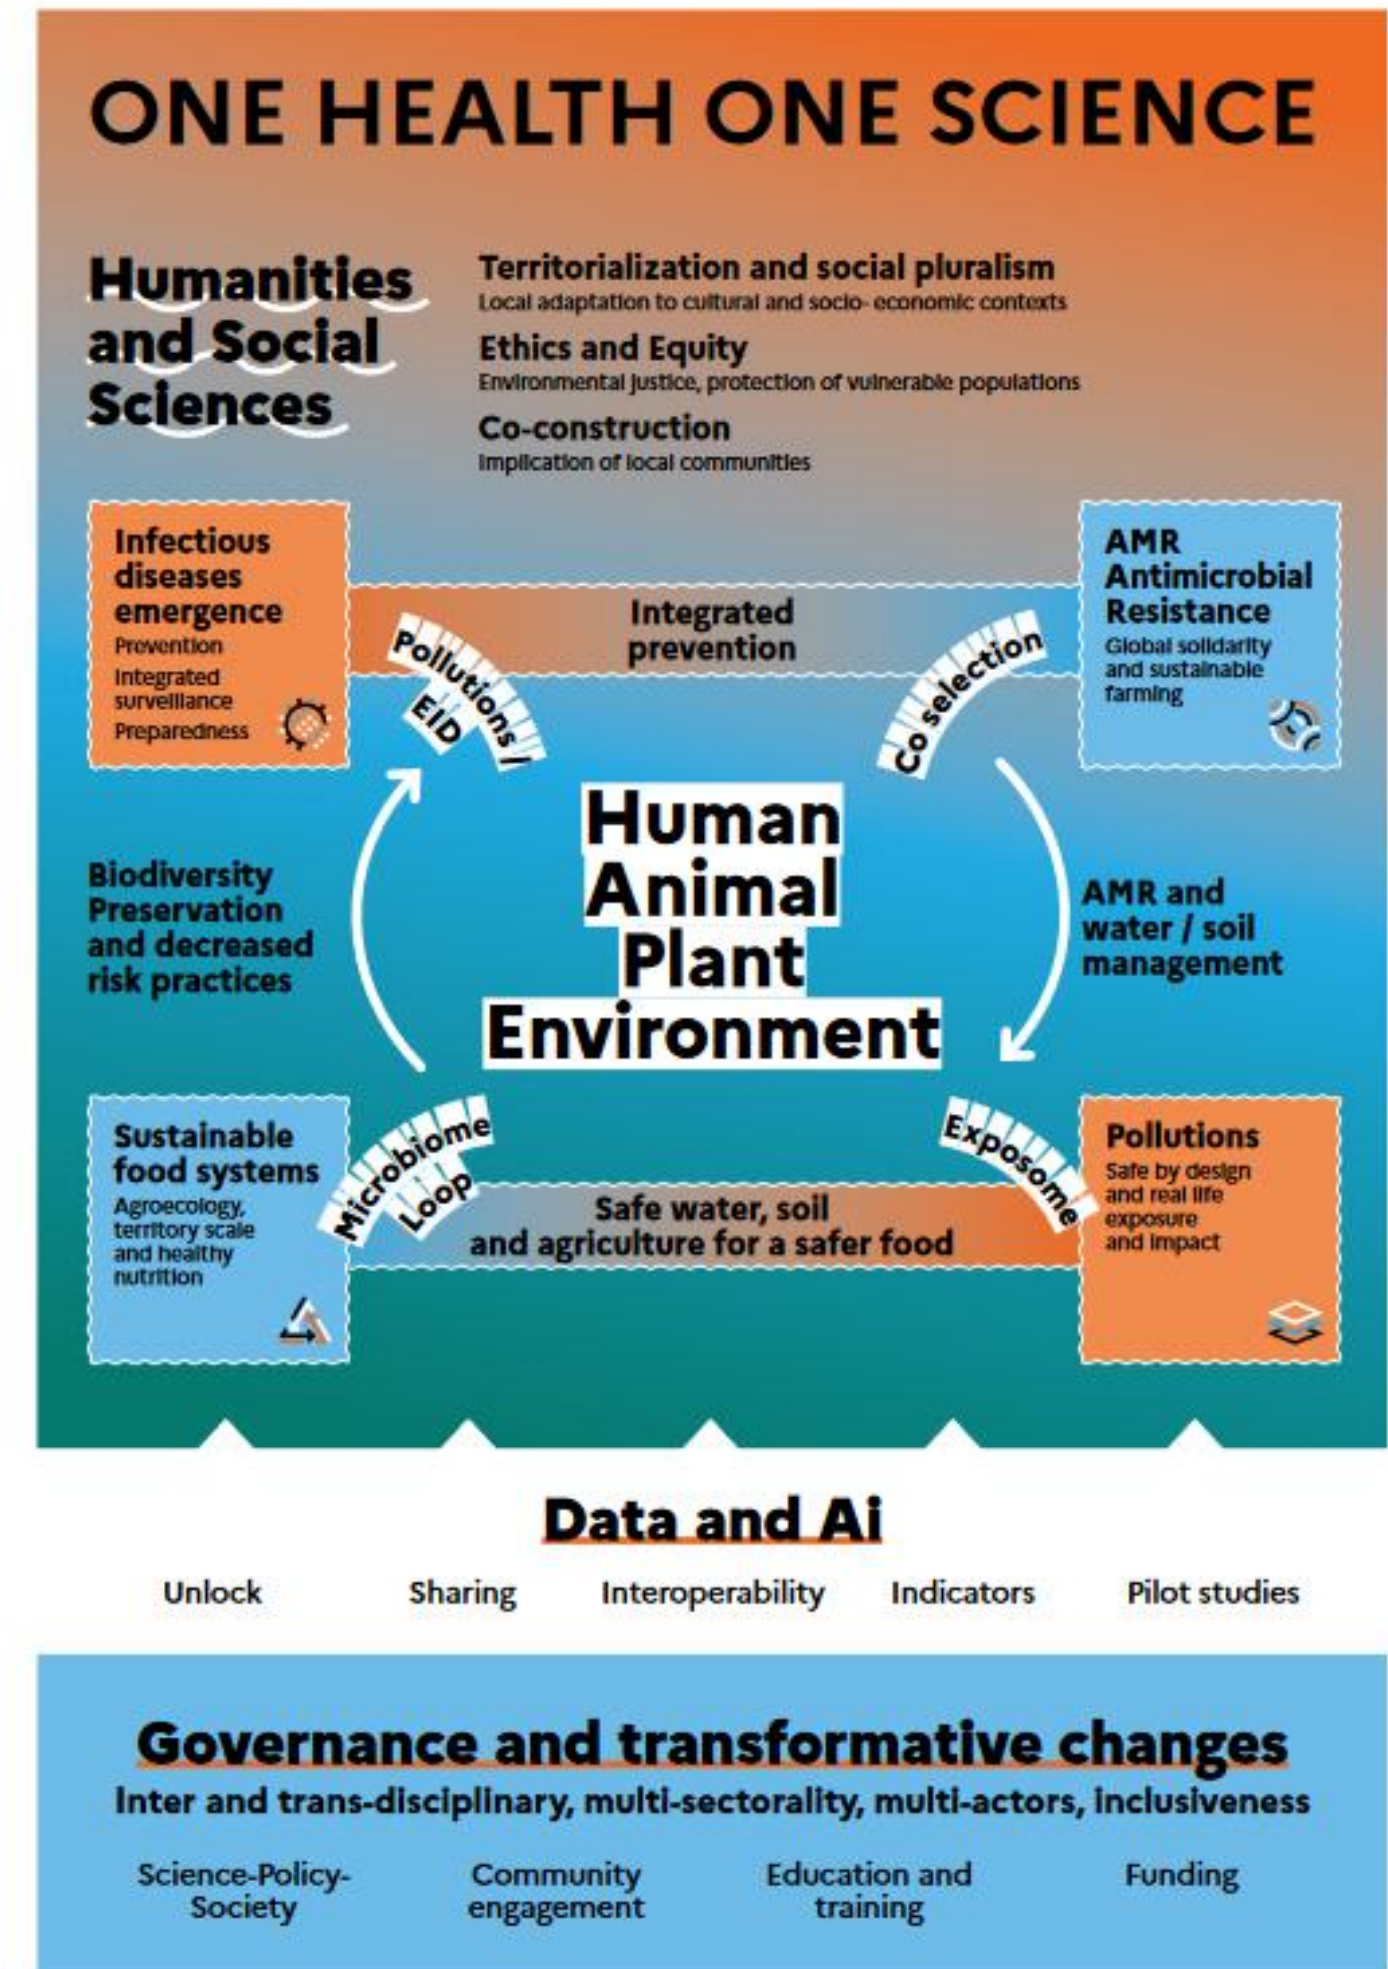 ONE HEALTH ONE SCIENCE
Humanities
and Social
Sciences
Territorialization and social pluralism
Local adaptation to cultural and socio- economic contexts
Ethics and Equity
Environmental justice, protection of vulnerable populations
Co-construction
Implication of local communities
Infectious
diseases
emergence
Prevention
Integrated
surveillance
Preparedness
Pollutions /
EID
Integrated
prevention
Co selection
AMR
Antimicrobial
Resistance
Global solidarity
and sustainable
farming
Biodiversity
Preservation
and decreased
risk practices
Human
Animal
Plant
Environment
AMR and
water / soil
management
Sustainable
food systems
Agroecology,
territory scale
and healthy
nutrition
Microbiome
Loop
Safe water, soil
and agriculture for a safer food
Exposome
Pollutions
Safe by design
and real life
exposure
and impact
Data and Ai
Unlock
Sharing
Interoperability
Indicators
Pilot studies
Governance and transformative changes
Inter and trans-disciplinary, multi-sectorality, multi-actors, inclusiveness
Science-Policy-
Society
Community
engagement
Education and
training
Funding